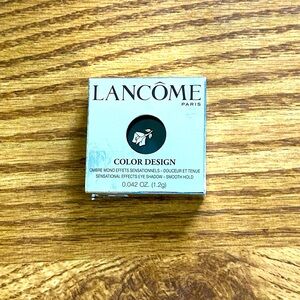 LANCÔME
PARIS
COLOR DESIGN
OMBRE MONO EFFETS SENSATIONNELS - DOUCEUR ET TENUE
SENSATIONAL EFFECTS EYE SHADOW - SMOOTH HOLD
0.042 OZ. (1.2g)